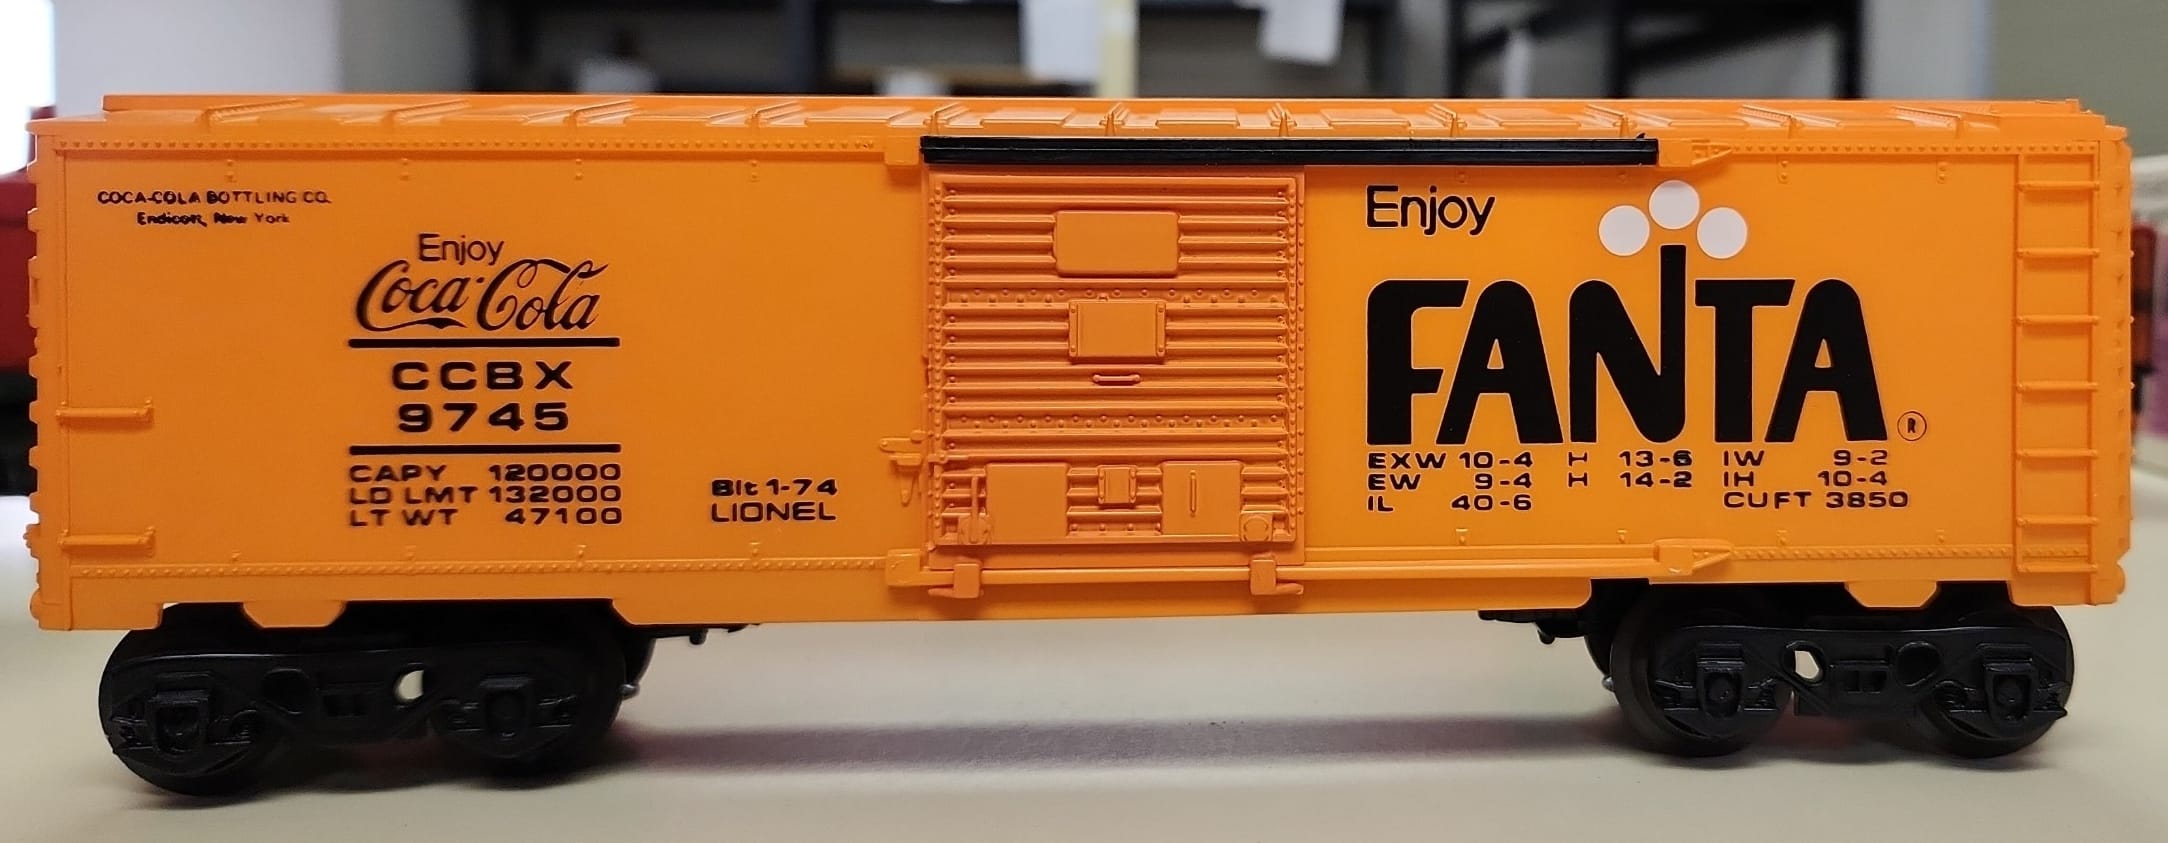 COCA-COLA BOTTLING CO.
Endicott, New York
Enjoy
Coca-Cola
CCBX
9745
CAPY 120000
LD LMT 132000
LT WT 47100
Blt 1-74
LIONEL
Enjoy
FANTA ®
EXW 10-4 H 13-6 IW 9-2
EW 9-4 H 14-2 IH 10-4
IL 40-6 CUFT 3850